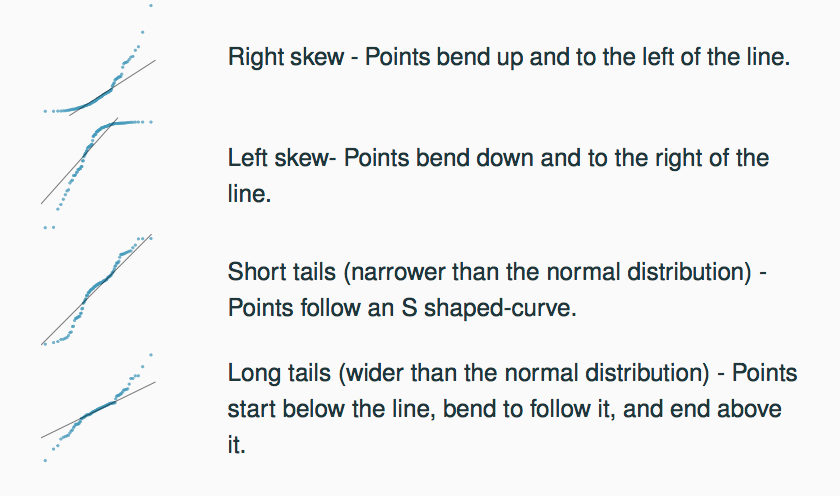 Right skew - Points bend up and to the left of the line.
Left skew- Points bend down and to the right of the
line.
Short tails (narrower than the normal distribution) -
Points follow an S shaped-curve.
Long tails (wider than the normal distribution) - Points
start below the line, bend to follow it, and end above
it.